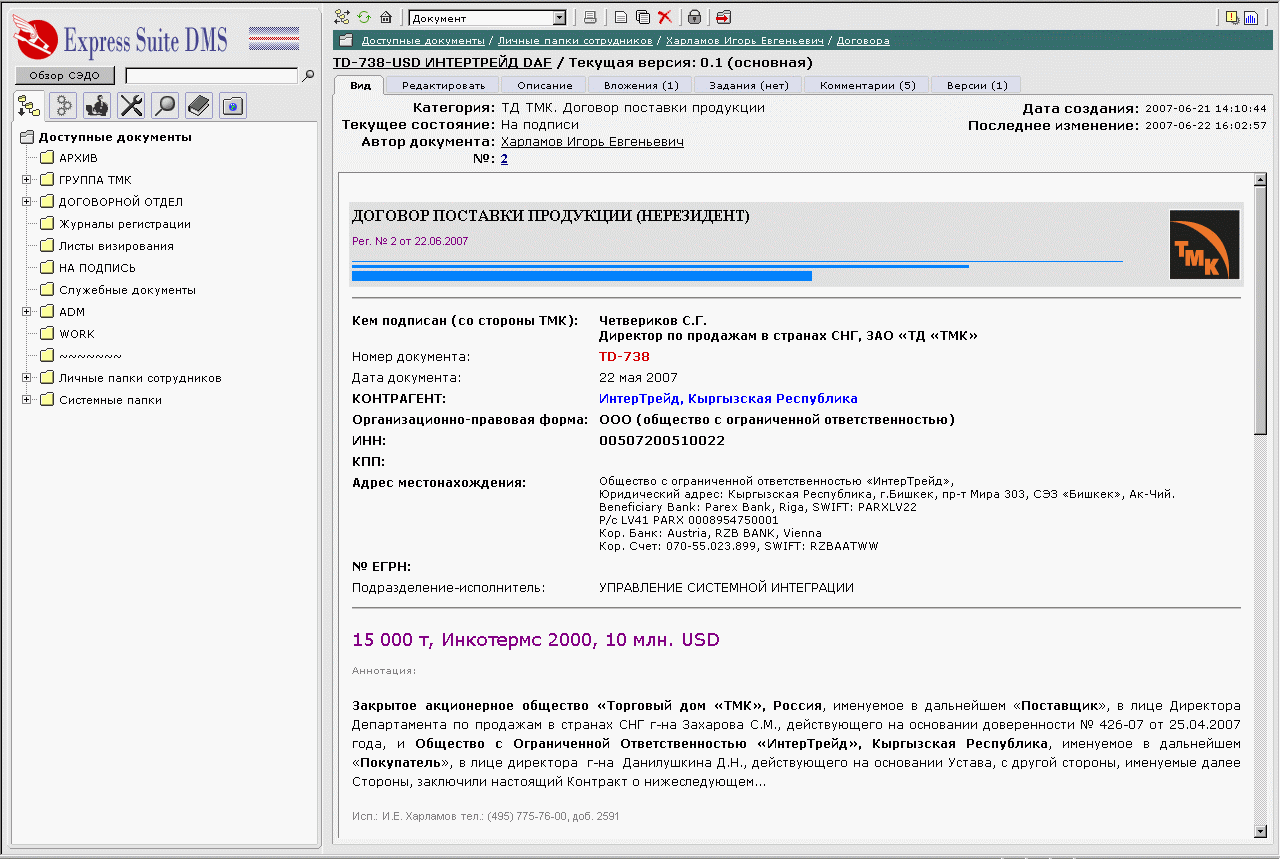 Express Suite DMS
Обзор СЭДО
Доступные документы
АРХИВ
ГРУППА ТМК
ДОГОВОРНОЙ ОТДЕЛ
Журналы регистрации
Листы визирования
НА ПОДПИСЬ
Служебные документы
ADM
WORK
~~~~~~~
Личные папки сотрудников
Системные папки
Документ
Доступные документы / Личные папки сотрудников / Харламов Игорь Евгеньевич / Договора
TD-738-USD ИНТЕРТРЕЙД DAF / Текущая версия: 0.1 (основная)
Вид Редактировать Описание Вложения (1) Задания (нет) Комментарии (5) Версии (1)
Категория: ТД ТМК. Договор поставки продукции
Текущее состояние: На подписи
Автор документа: Харламов Игорь Евгеньевич
№: 2
Дата создания: 2007-06-21 14:10:44
Последнее изменение: 2007-06-22 16:02:57
ДОГОВОР ПОСТАВКИ ПРОДУКЦИИ (НЕРЕЗИДЕНТ)
Рег. № 2 от 22.06.2007
ТМК
Кем подписан (со стороны ТМК): Четвериков С.Г.
Директор по продажам в странах СНГ, ЗАО «ТД «ТМК»
Номер документа: TD-738
Дата документа: 22 мая 2007
КОНТРАГЕНТ: ИнтерТрейд, Кыргызская Республика
Организационно-правовая форма: ООО (общество с ограниченной ответственностью)
ИНН: 00507200510022
КПП:
Адрес местонахождения: Общество с ограниченной ответственностью «ИнтерТрейд»,
Юридический адрес: Кыргызская Республика, г.Бишкек, пр-т Мира 303, СЭЗ «Бишкек», Ак-Чий.
Beneficiary Bank: Parex Bank, Riga, SWIFT: PARXLV22
Р/с LV41 PARX 0008954750001
Кор. Банк: Austria, RZB BANK, Vienna
Кор. Счет: 070-55.023.899, SWIFT: RZBAATWW
№ ЕГРН:
Подразделение-исполнитель: УПРАВЛЕНИЕ СИСТЕМНОЙ ИНТЕГРАЦИИ
15 000 т, Инкотермс 2000, 10 млн. USD
Аннотация:
Закрытое акционерное общество «Торговый дом «ТМК», Россия, именуемое в дальнейшем «Поставщик», в лице Директора
Департамента по продажам в странах СНГ г-на Захарова С.М., действующего на основании доверенности № 426-07 от 25.04.2007
года, и Общество с Ограниченной Ответственностью «ИнтерТрейд», Кыргызская Республика, именуемое в дальнейшем
«Покупатель», в лице директора г-на Данилушкина Д.Н., действующего на основании Устава, с другой стороны, именуемые далее
Стороны, заключили настоящий Контракт о нижеследующем...
Исп.: И.Е. Харламов тел.: (495) 775-76-00, доб. 2591